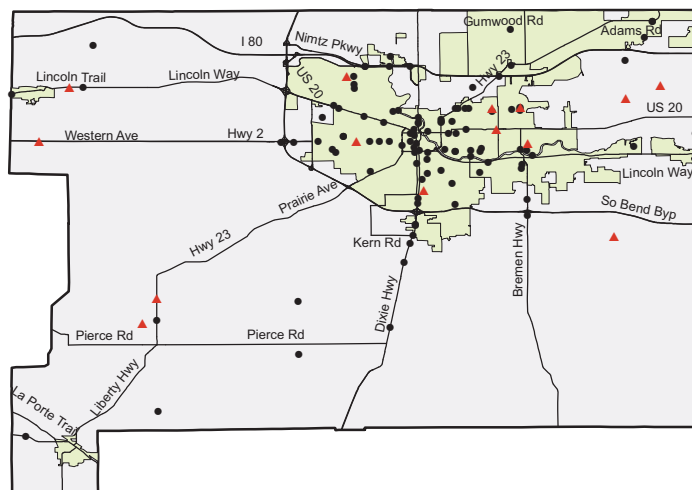 Gumwood Rd
Adams Rd
I 80
Nimtz Pkwy
Hwy 23
Lincoln Trail
Lincoln Way
US 20
US 20
Western Ave
Hwy 2
Lincoln Way
Prairie Ave
So Bend Byp
Kern Rd
Hwy 23
Bremen Hwy
Dixie Hwy
Pierce Rd
Pierce Rd
Liberty Hwy
La Porte Trail